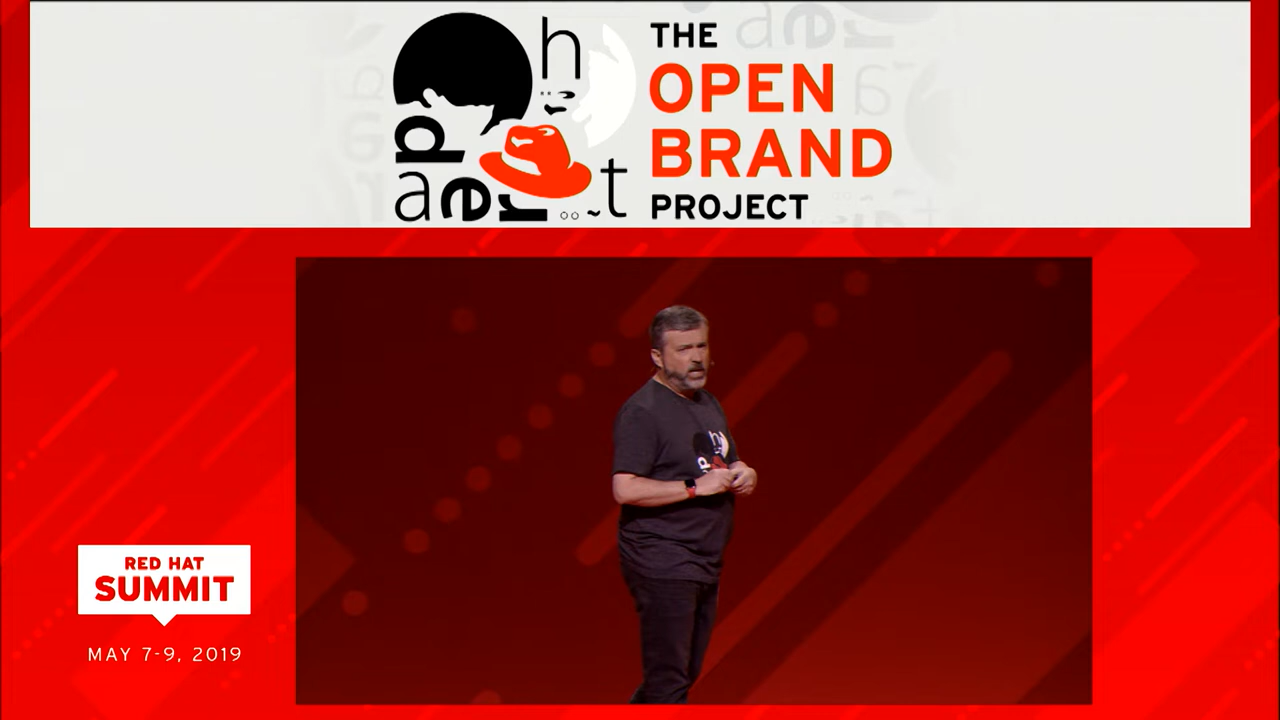 THE
OPEN
BRAND
PROJECT
h
a
t
RED HAT
SUMMIT
MAY 7-9, 2019